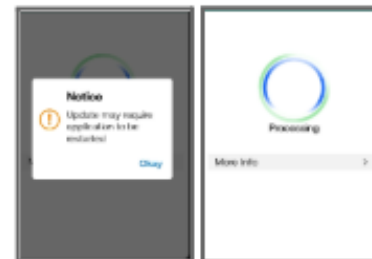 Notice
Update may require
application to be
restarted
Okay
Processing
More Info